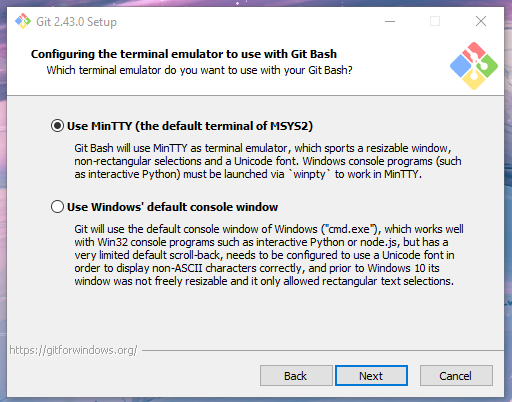 Git 2.43.0 Setup
Configuring the terminal emulator to use with Git Bash
Which terminal emulator do you want to use with your Git Bash?
Use MinTTY (the default terminal of MSYS2)
Git Bash will use MinTTY as terminal emulator, which sports a resizable window,
non-rectangular selections and a Unicode font. Windows console programs (such
as interactive Python) must be launched via `winpty` to work in MinTTY.
Use Windows' default console window
Git will use the default console window of Windows ("cmd.exe"), which works well
with Win32 console programs such as interactive Python or node.js, but has a
very limited default scroll-back, needs to be configured to use a Unicode font in
order to display non-ASCII characters correctly, and prior to Windows 10 its
window was not freely resizable and it only allowed rectangular text selections.
https://gitforwindows.org/
Back
Next
Cancel